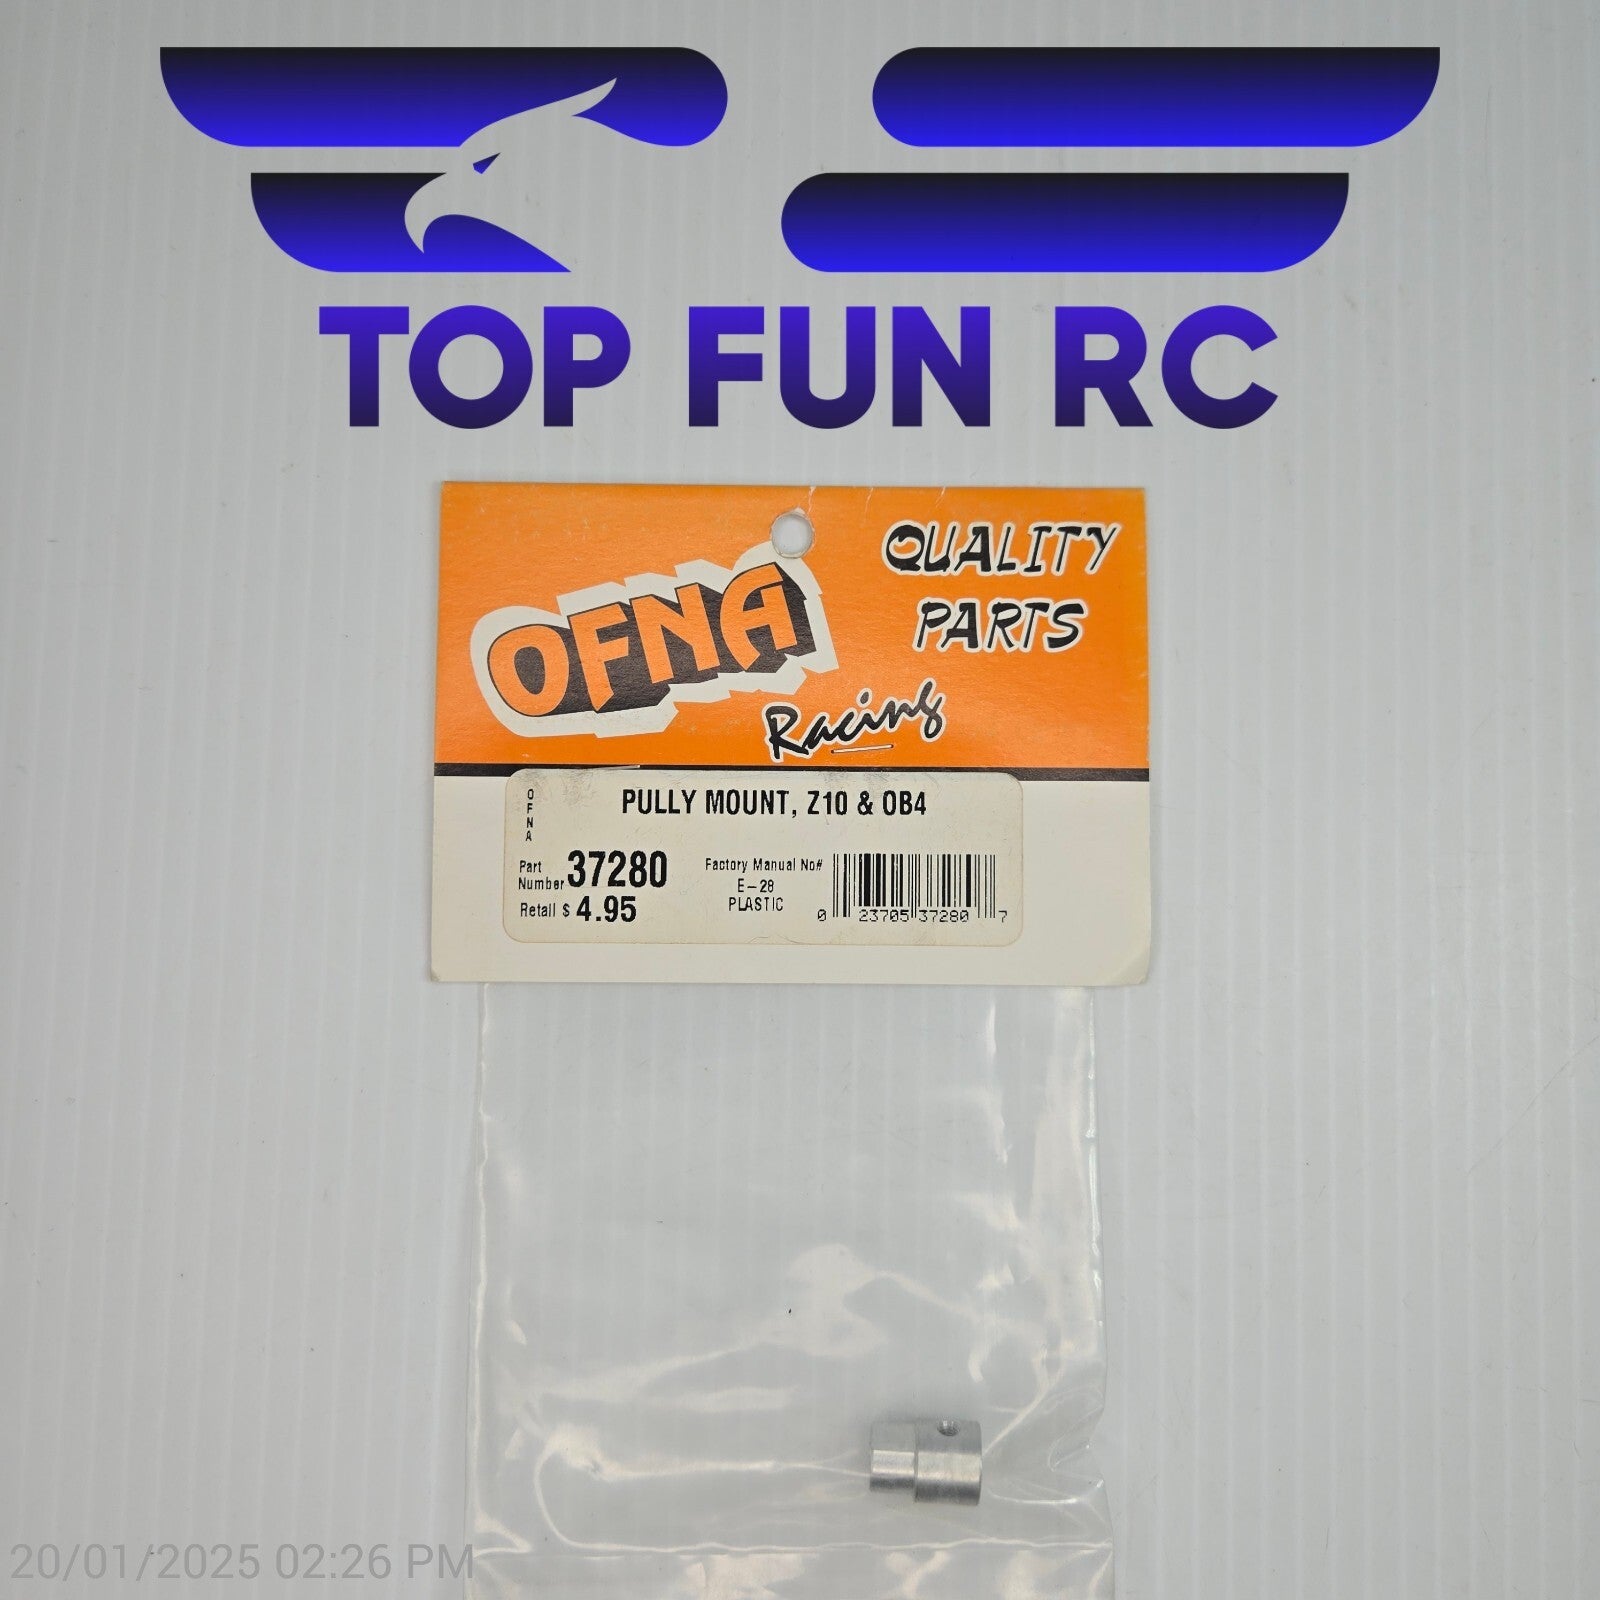 TOP FUN RC
OFNA
Racing
QUALITY
PARTS
OFNA
PULLY MOUNT, Z10 & OB4
Part
Number 37280
Retail $ 4.95
Factory Manual No#
E-28
PLASTIC
0 23705 37280 7
20/01/2025 02:26 PM